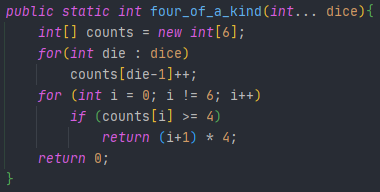 public static int four_of_a_kind(int... dice){
    int[] counts = new int[6];
    for(int die : dice)
        counts[die-1]++;
    for (int i = 0; i != 6; i++)
        if (counts[i] >= 4)
            return (i+1) * 4;
    return 0;
}